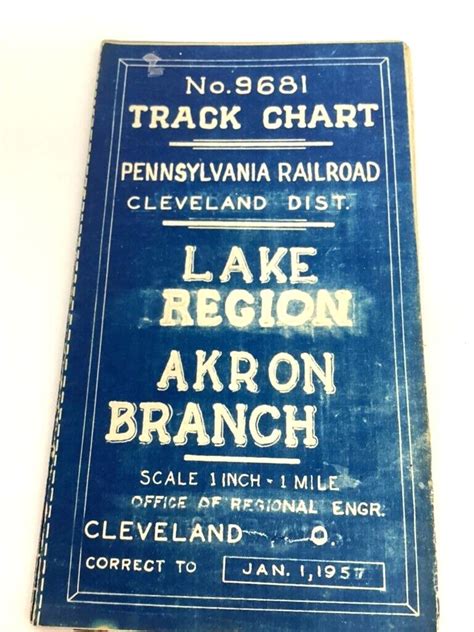 No. 9681
TRACK CHART
PENNSYLVANIA RAILROAD
CLEVELAND DIST.
LAKE
REGION
AKRON
BRANCH
SCALE 1 INCH - 1 MILE
OFFICE OF REGIONAL ENGR.
CLEVELAND O.
CORRECT TO JAN. 1, 1957